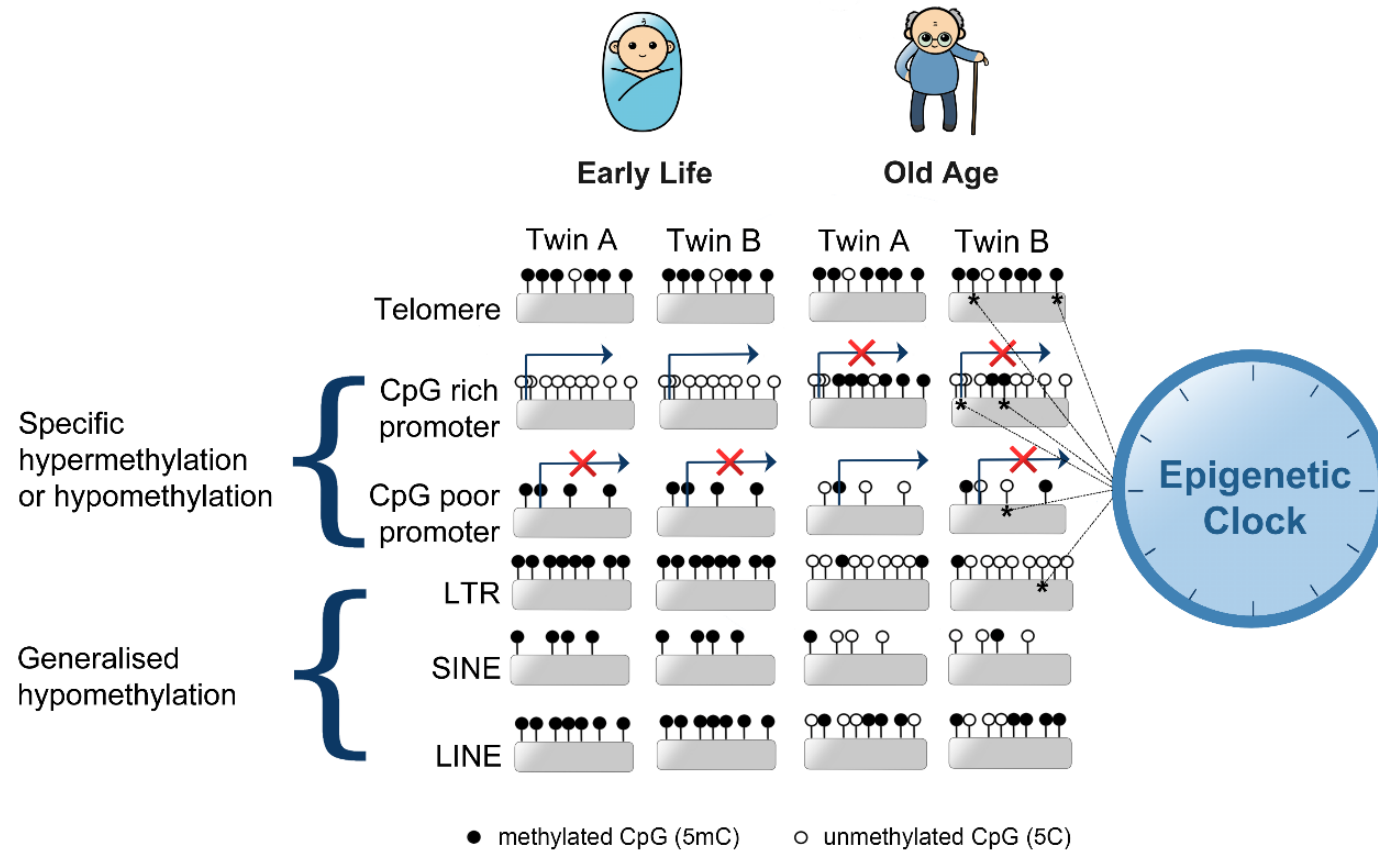 Early Life
Old Age
Twin A
Twin B
Twin A
Twin B
Telomere
CpG rich
promoter
Specific
hypermethylation
or hypomethylation
CpG poor
promoter
Epigenetic
Clock
LTR
Generalised
hypomethylation
SINE
LINE
methylated CpG (5mC)
unmethylated CpG (5C)